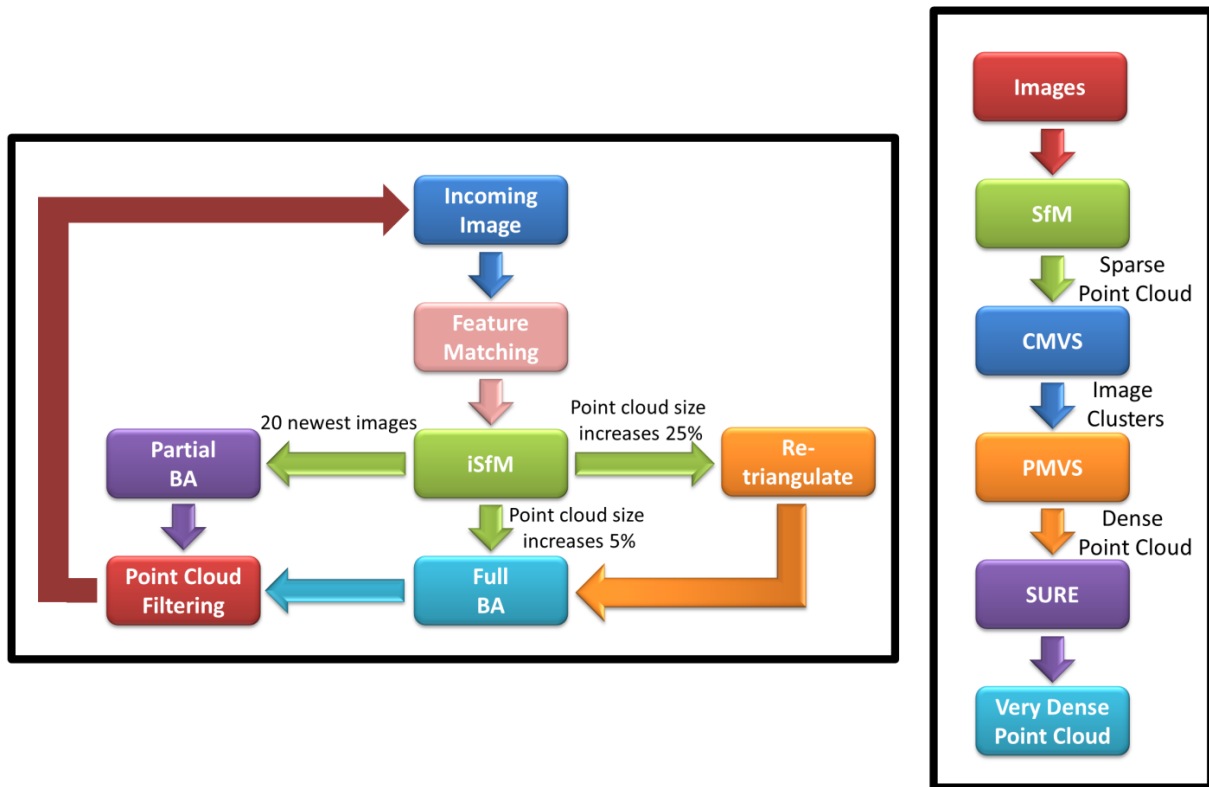 Incoming
Image
Feature
Matching
20 newest images
Point cloud size
increases 25%
Partial
BA
iSfM
Re-
triangulate
Point cloud size
increases 5%
Point Cloud
Filtering
Full
BA
Images
SfM
Sparse
Point Cloud
CMVS
Image
Clusters
PMVS
Dense
Point Cloud
SURE
Very Dense
Point Cloud